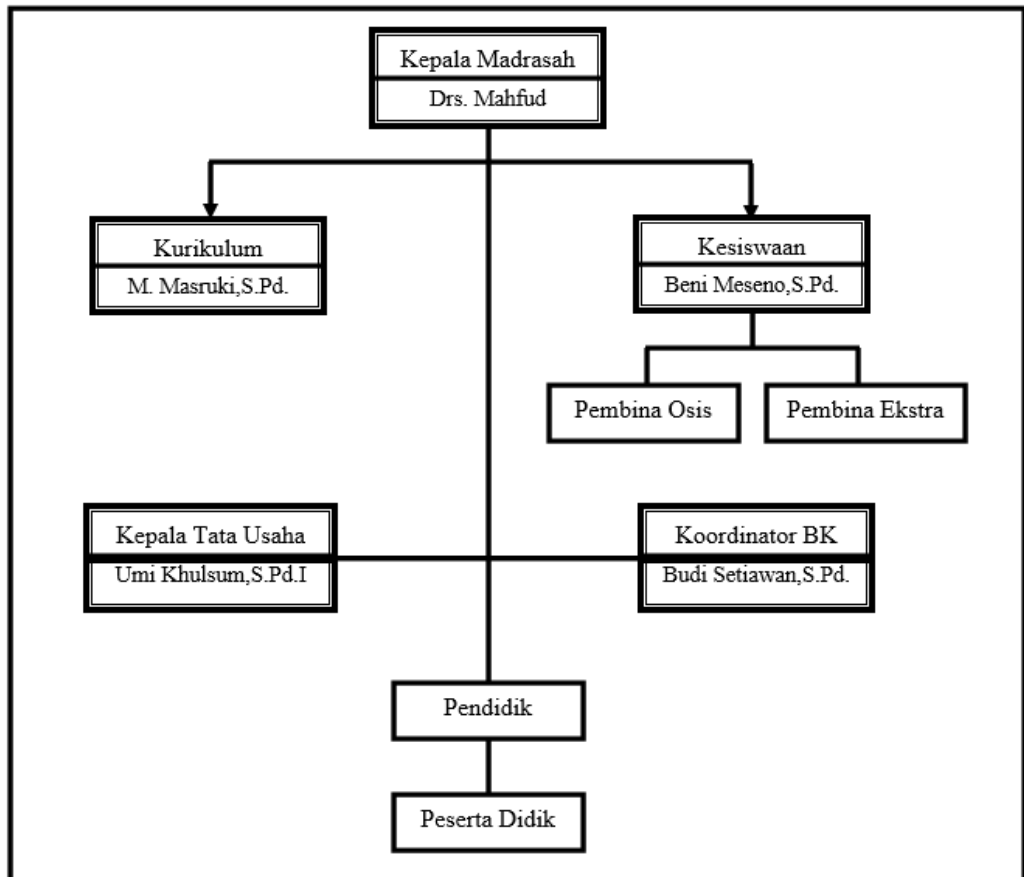 Kepala Madrasah
Drs. Mahfud
Kurikulum
M. Masruki,S.Pd.
Kesiswaan
Beni Meseno,S.Pd.
Pembina Osis
Pembina Ekstra
Kepala Tata Usaha
Umi Khulsum,S.Pd.I
Koordinator BK
Budi Setiawan,S.Pd.
Pendidik
Peserta Didik